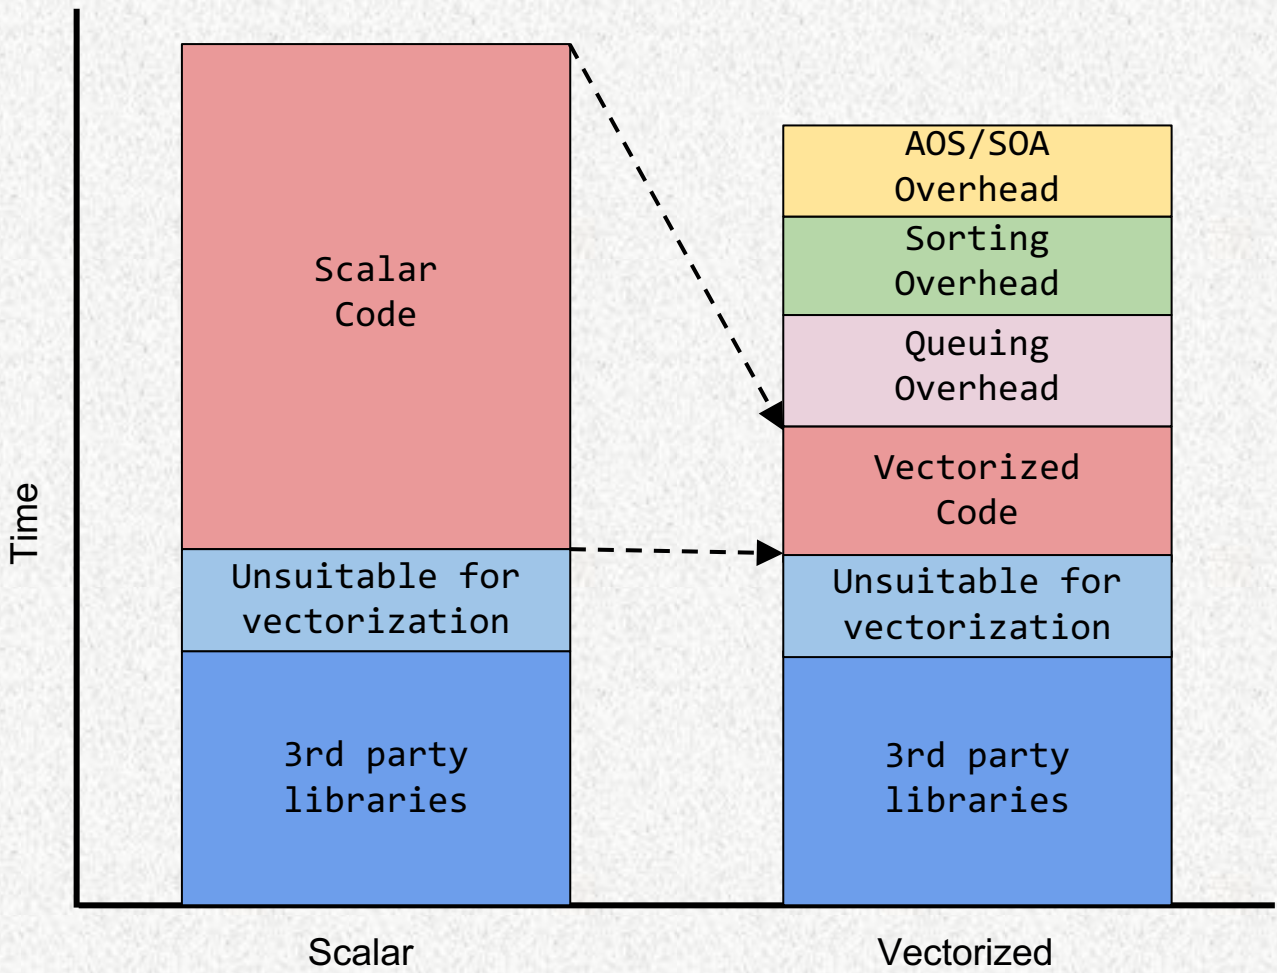 Time
Scalar
Code
Unsuitable for
vectorization
3rd party
libraries
Scalar
AOS/SOA
Overhead
Sorting
Overhead
Queuing
Overhead
Vectorized
Code
Unsuitable for
vectorization
3rd party
libraries
Vectorized